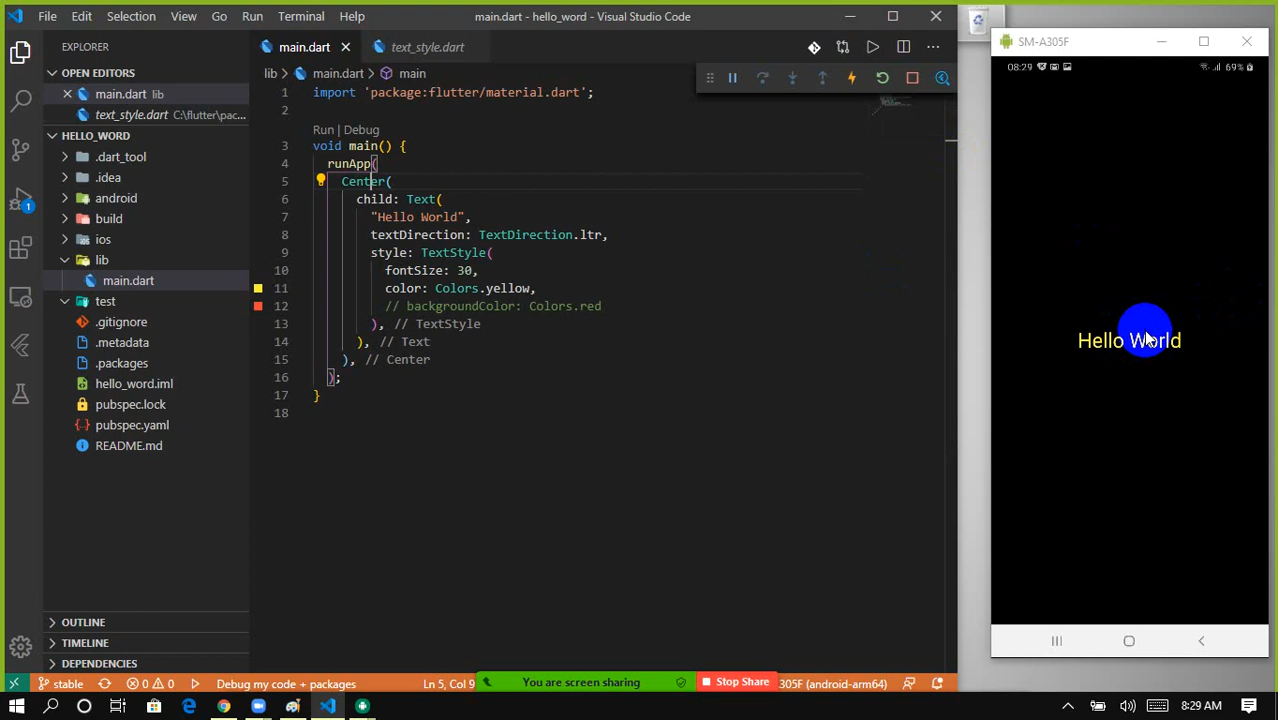 File Edit Selection View Go Run Terminal Help
main.dart - hello_word - Visual Studio Code
EXPLORER
OPEN EDITORS
main.dart lib
text_style.dart C:\flutter\pac...
HELLO_WORD
.dart_tool
.idea
android
build
ios
lib
main.dart
test
.gitignore
.metadata
.packages
hello_word.iml
pubspec.lock
pubspec.yaml
README.md
OUTLINE
TIMELINE
DEPENDENCIES
1
main.dart
text_style.dart
lib > main.dart > main
1 import 'package:flutter/material.dart';
2
Run | Debug
3 void main() {
4 runApp(
5 Center(
6 child: Text(
7 "Hello World",
8 textDirection: TextDirection.ltr,
9 style: TextStyle(
10 fontSize: 30,
11 color: Colors.yellow,
12 // backgroundColor: Colors.red
13 ), // TextStyle
14 ), // Text
15 ), // Center
16 );
17 }
18
stable
0 0
Debug my code + packages
Ln 5, Col 9
You are screen sharing
Stop Share
305F (android-arm64)
SM-A305F
08:29
69%
Hello World
8:29 AM